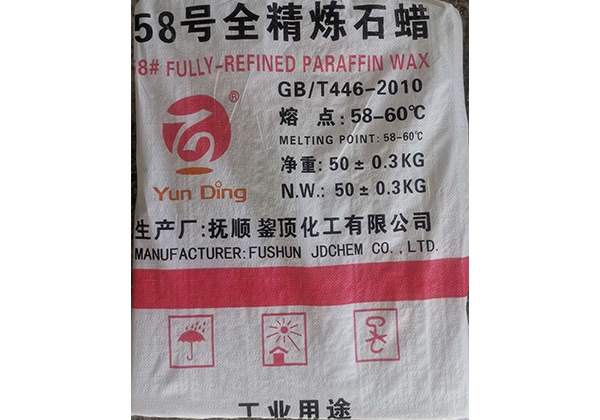 58号全精炼石蜡
8# FULLY-REFINED PARAFFIN WAX
®
GB/T446-2010
熔 点: 58-60℃
MELTING POINT: 58-60℃
净重: 50±0.3KG
N.W.: 50±0.3KG
Yun Ding
生产厂: 抚顺 鋆顶化工有限公司
MANUFACTURER: FUSHUN JDCHEM CO., LTD.
工业用途